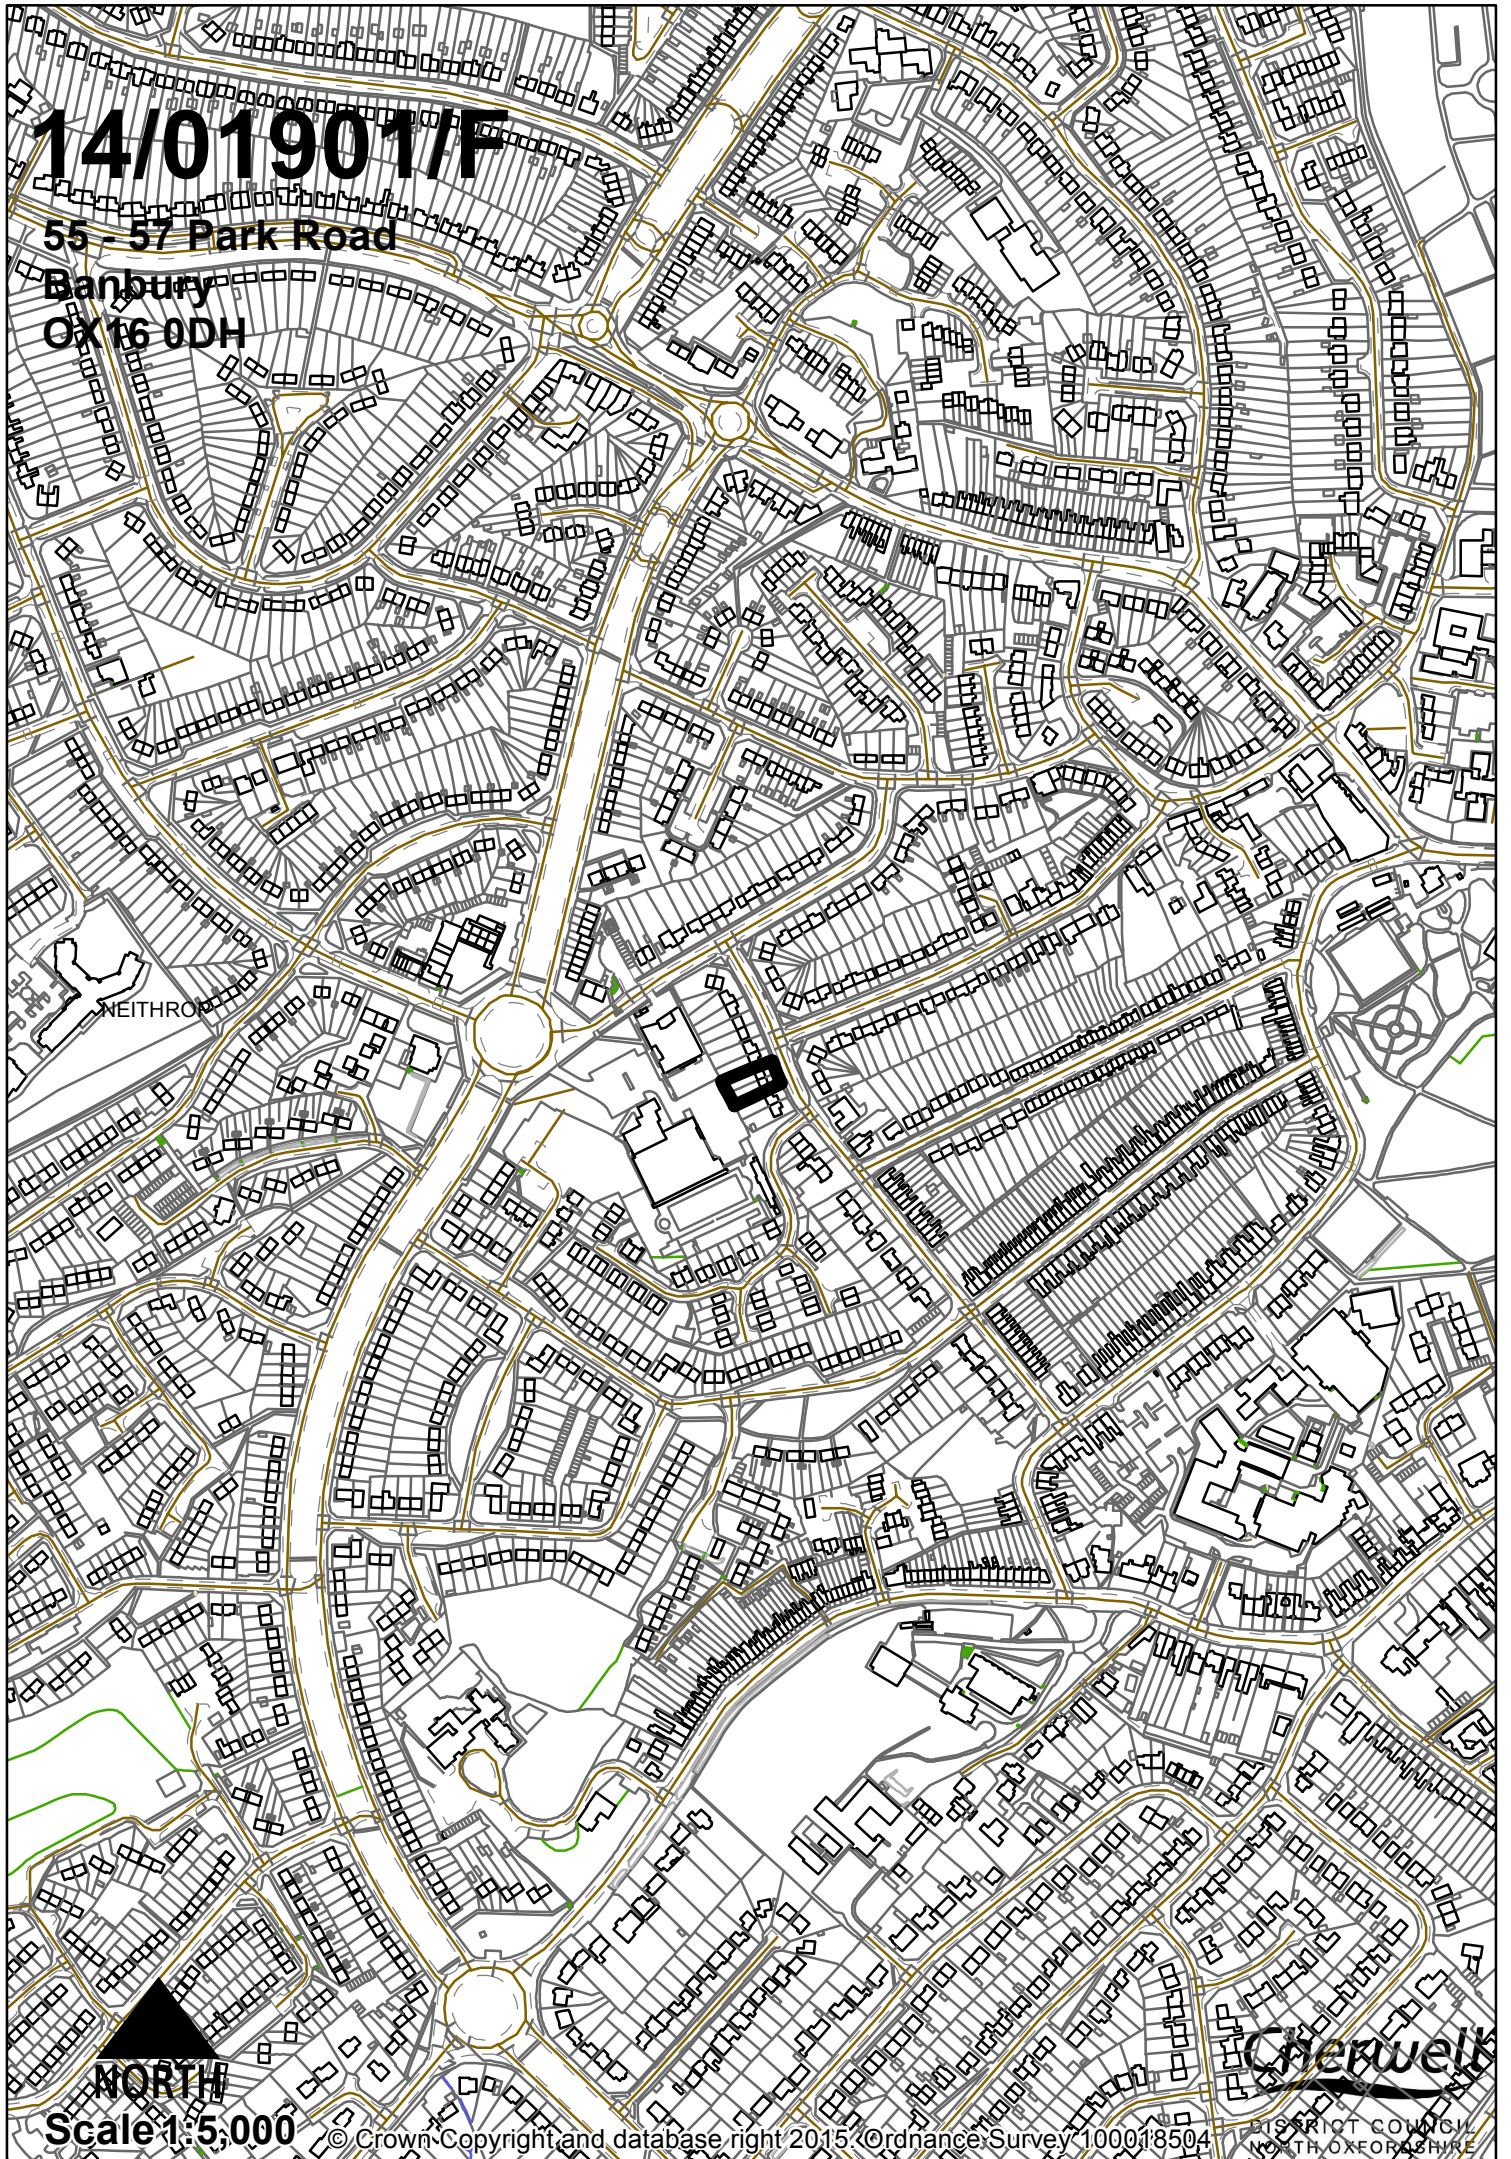 14/01901/F
55 - 57 Park Road
Banbury
OX16 0DH
NEITHROP
NORTH
Scale 1:5,000
© Crown Copyright and database right 2015. Ordnance Survey 100018504
Cherwell
DISTRICT COUNCIL
NORTH OXFORDSHIRE